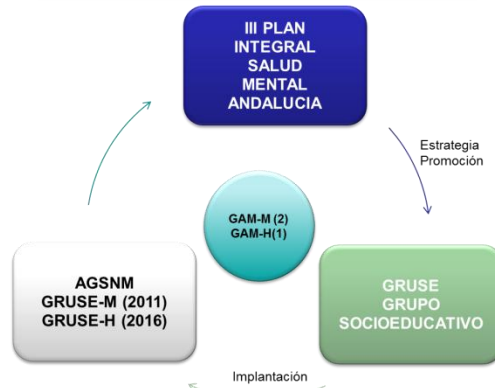 III PLAN
INTEGRAL
SALUD
MENTAL
ANDALUCIA
Estrategia
Promoción
GAM-M (2)
GAM-H(1)
AGSNM
GRUSE-M (2011)
GRUSE-H (2016)
GRUSE
GRUPO
SOCIOEDUCATIVO
Implantación